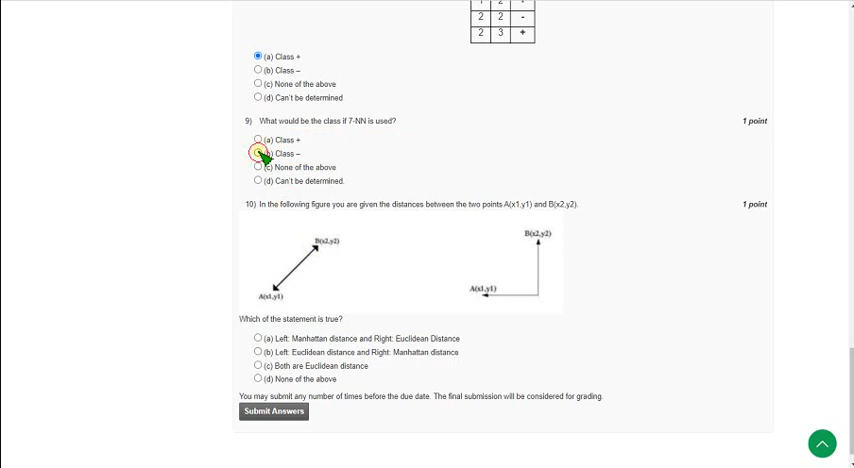 1 2 -
2 2 -
2 3 +
(a) Class +
(b) Class –
(c) None of the above
(d) Can't be determined
9) What would be the class if 7-NN is used?
1 point
(a) Class +
(b) Class –
(c) None of the above
(d) Can't be determined.
10) In the following figure you are given the distances between the two points A(x1,y1) and B(x2,y2).
1 point
B(x2,y2)
A(x1,y1)
B(x2,y2)
A(x1,y1)
Which of the statement is true?
(a) Left: Manhattan distance and Right: Euclidean Distance
(b) Left: Euclidean distance and Right: Manhattan distance
(c) Both are Euclidean distance
(d) None of the above
You may submit any number of times before the due date. The final submission will be considered for grading.
Submit Answers